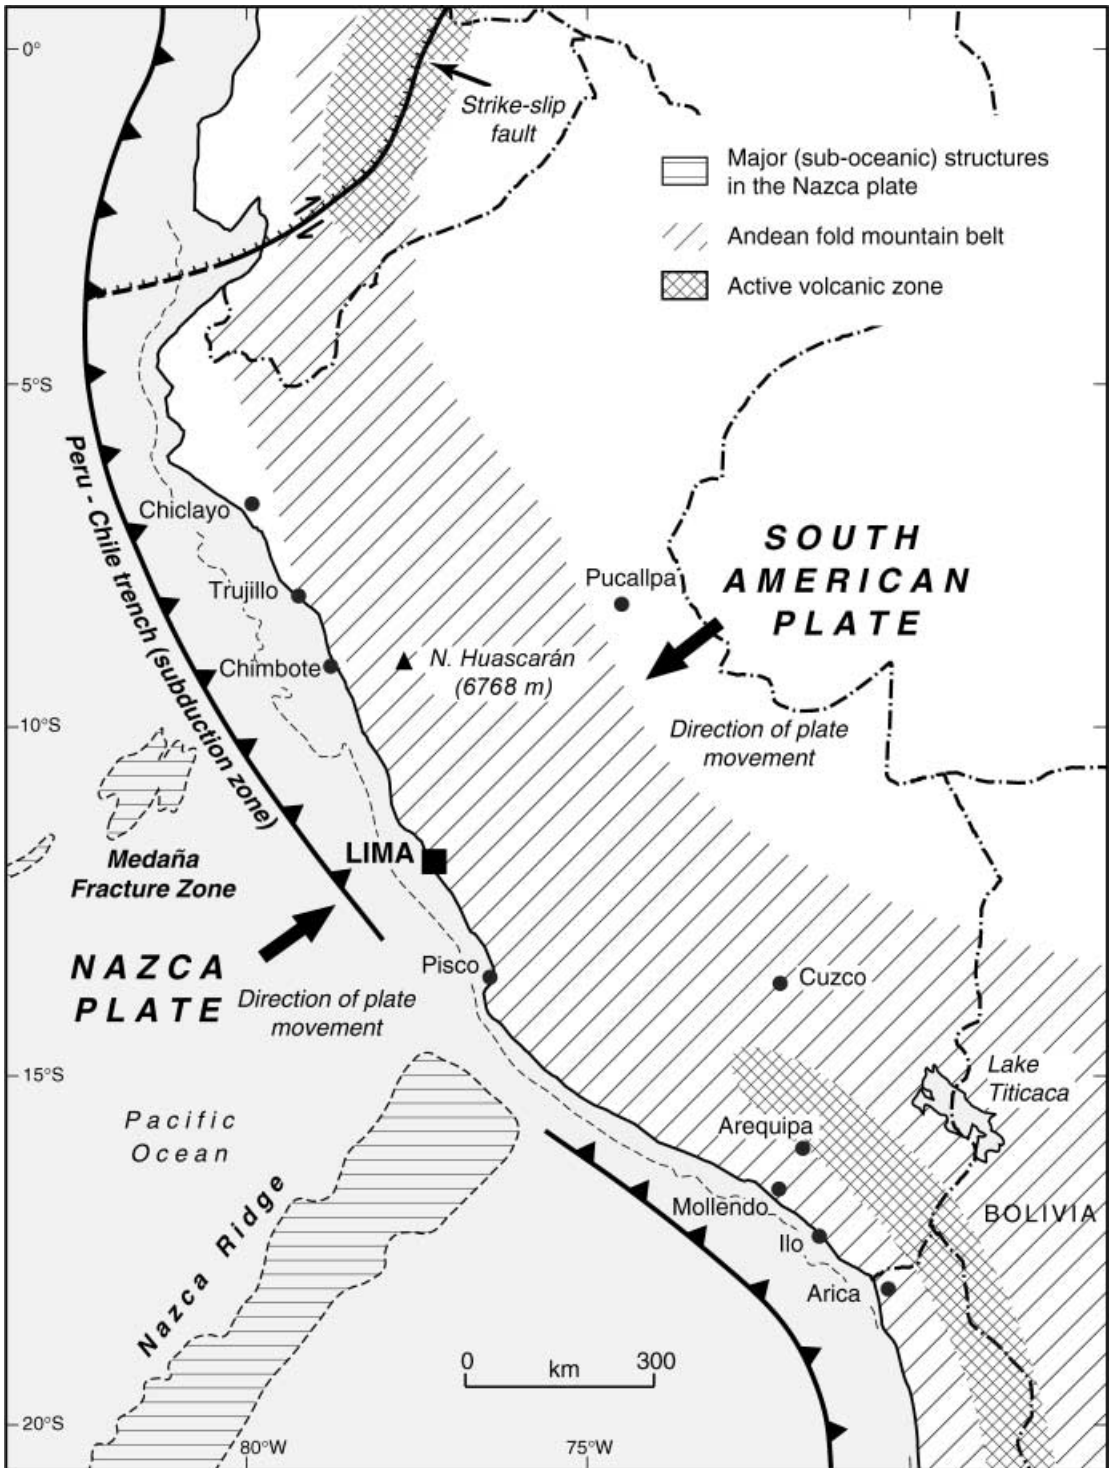 0°
Strike-slip
fault
Major (sub-oceanic) structures
in the Nazca plate
Andean fold mountain belt
Active volcanic zone
5°S
Peru - Chile trench (subduction zone)
Chiclayo
SOUTH
AMERICAN
PLATE
Pucallpa
Trujillo
Chimbote
N. Huascarán
(6768 m)
10°S
Direction of plate
movement
LIMA
Medaña
Fracture Zone
NAZCA
PLATE
Direction of plate
movement
Pisco
Cuzco
15°S
Lake
Titicaca
Pacific
Ocean
Arequipa
Nazca Ridge
Mollendo
BOLIVIA
Ilo
Arica
0 km 300
20°S
80°W
75°W